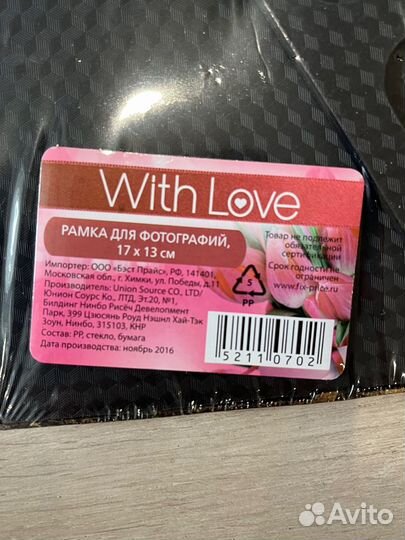 With Love
РАМКА ДЛЯ ФОТОГРАФИЙ,
17 x 13 см
Импортер: ООО «Бэст Прайс», РФ, 141401,
Московская обл., г. Химки, ул. Победы, д.11
Производитель: Union Source CO., LTD/
Юнион Соурс Ко., ЛТД, Эт.20, №1,
Билдинг Нинбо Рисёч Девелопмент
Парк, 399 Цзюсянь Роуд Нэшнл Хай-Тэк
Зоун, Нинбо, 315103, КНР
Состав: PP, стекло, бумага
Дата производства: ноябрь 2016
Товар не подлежит
обязательной
сертификации
Срок годности не
ограничен
www.fix-price.ru
5
PP
52110702
Avito